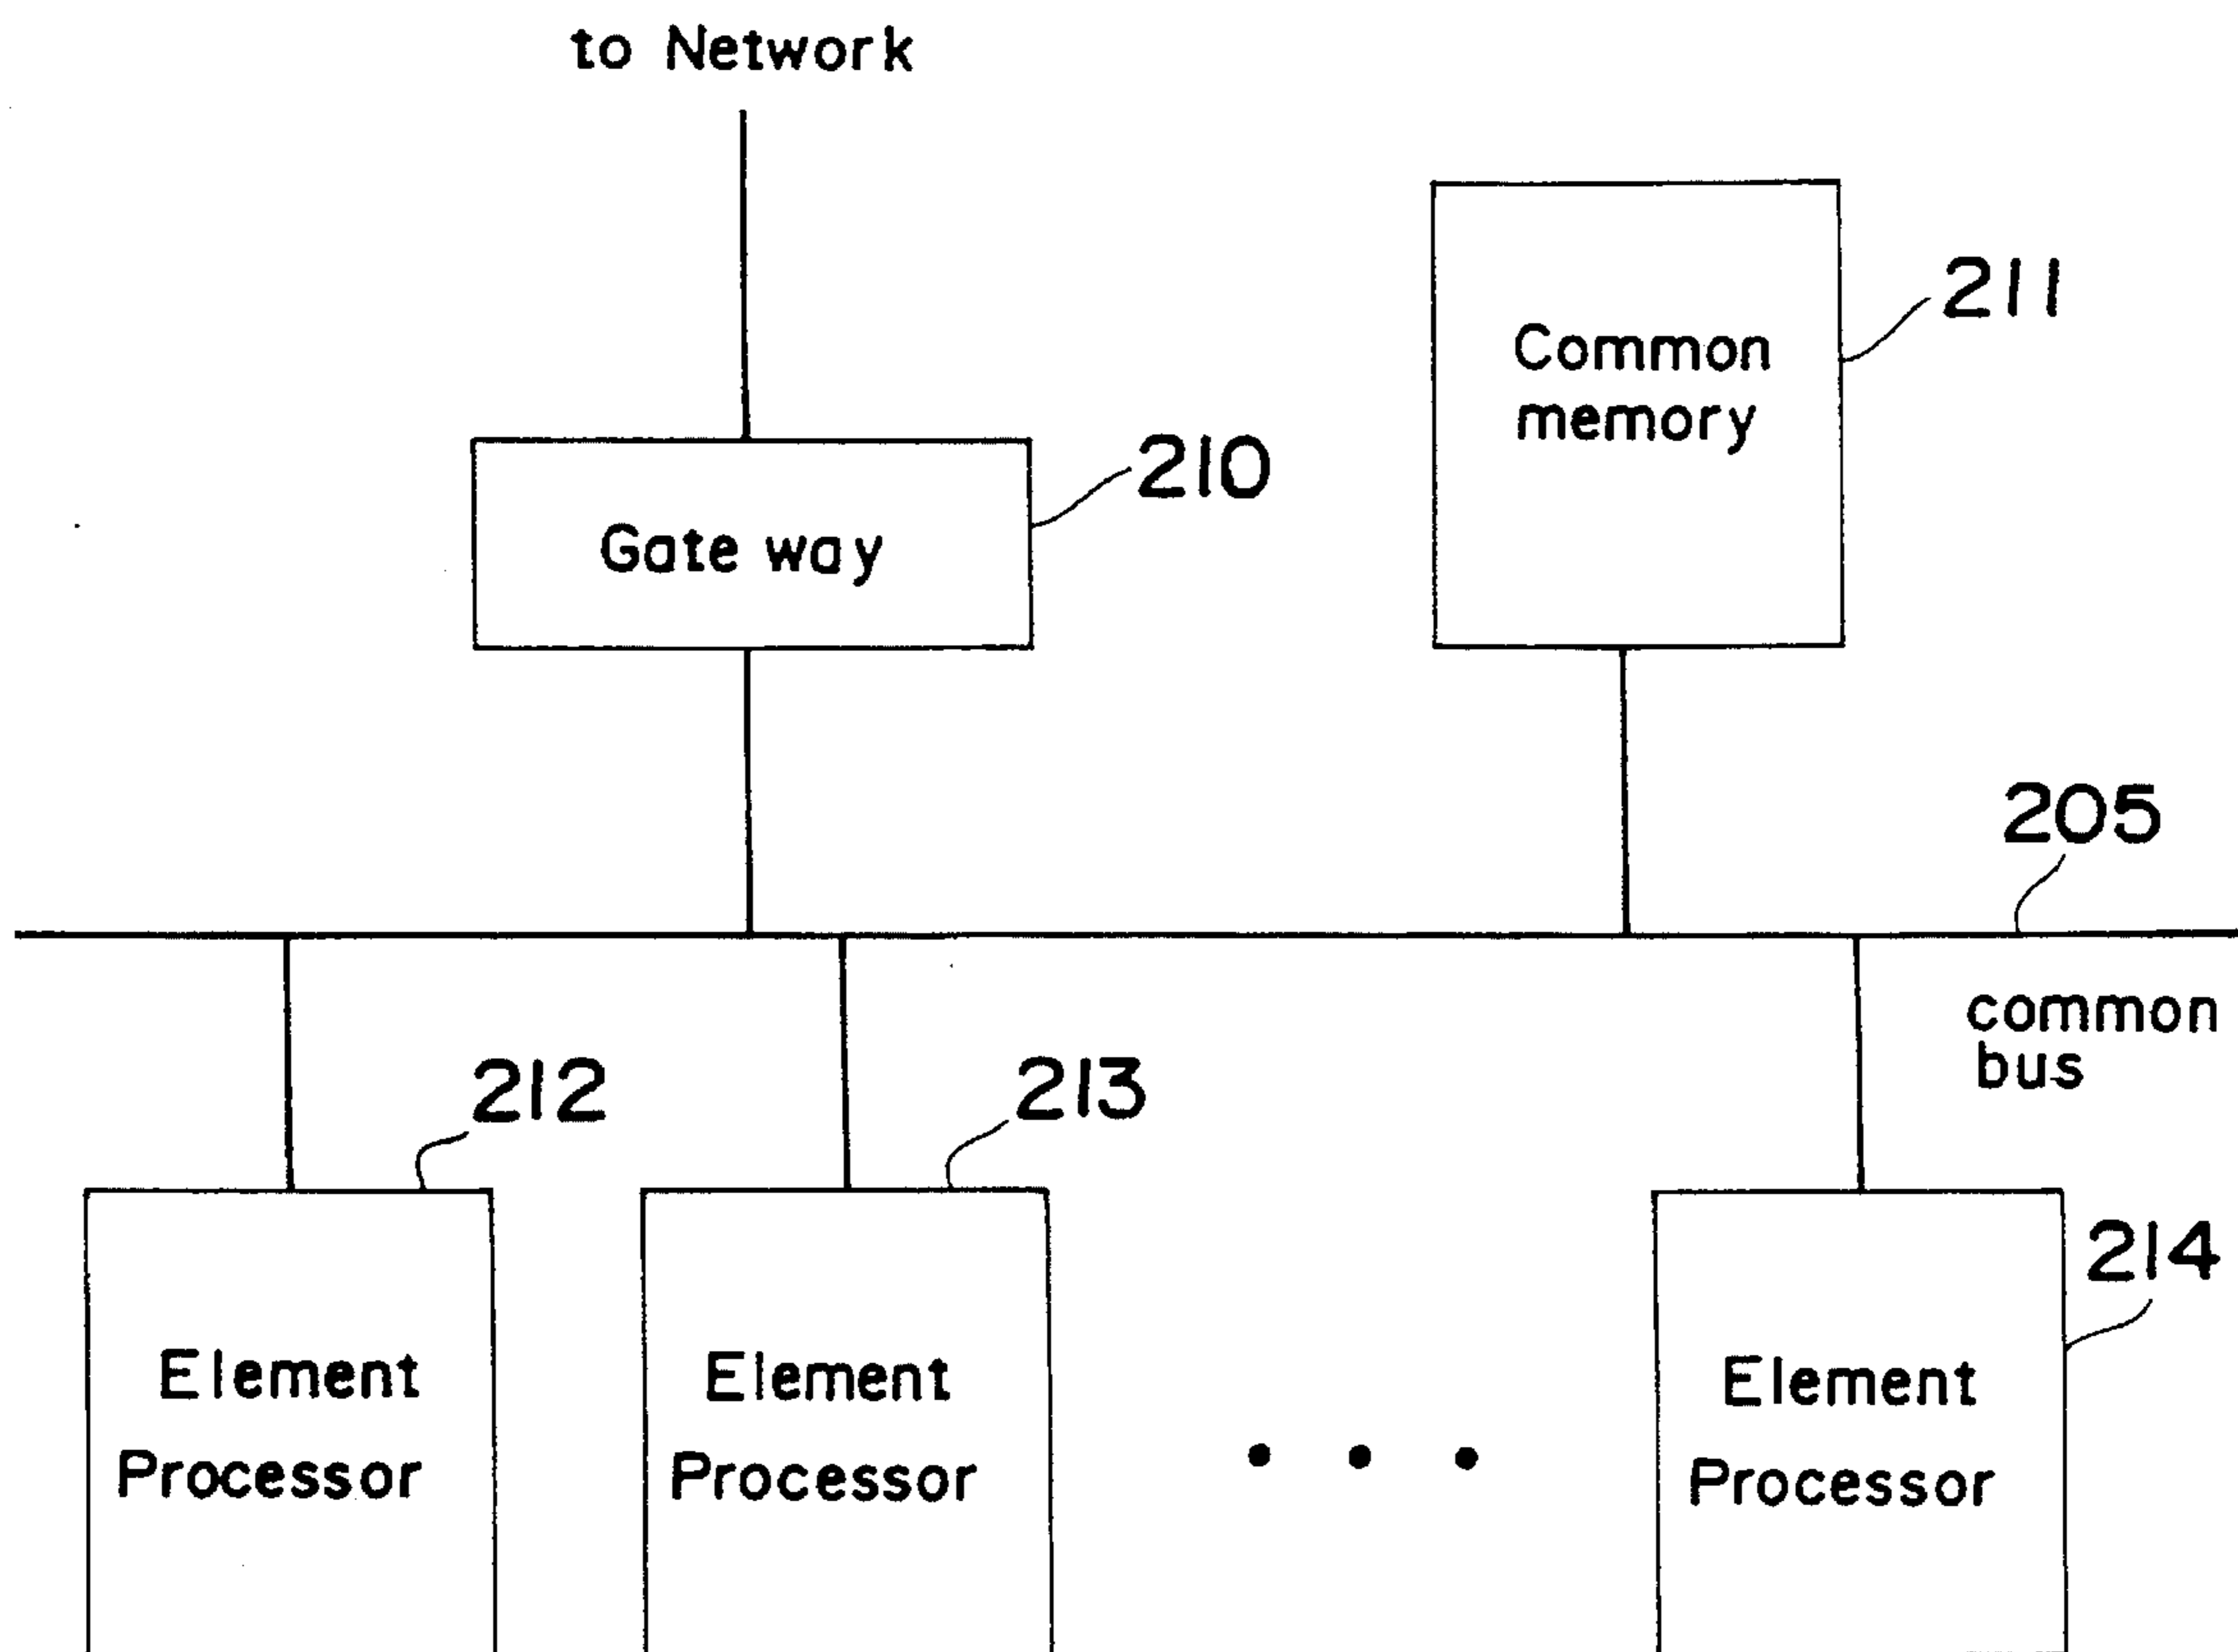 to Network
211
Common
memory
210
Gate way
205
common
bus
212
213
214
Element
Processor
Element
Processor
Element
Processor